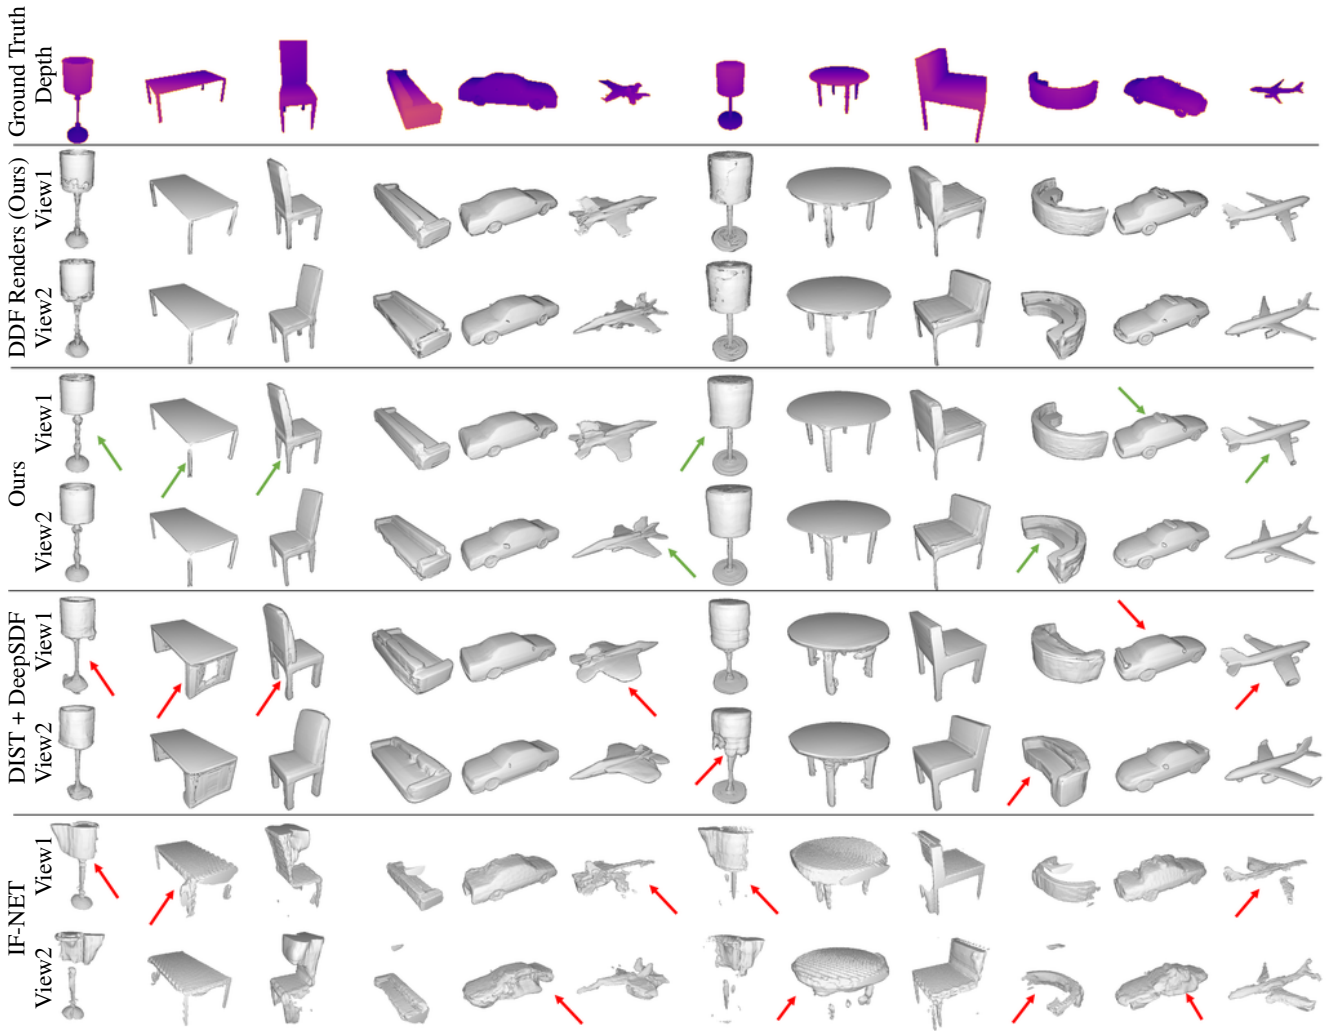 Ground Truth
Depth
DDF Renders (Ours)
View1
View2
Ours
View1
View2
DIST + DeepSDF
View1
View2
IF-NET
View1
View2